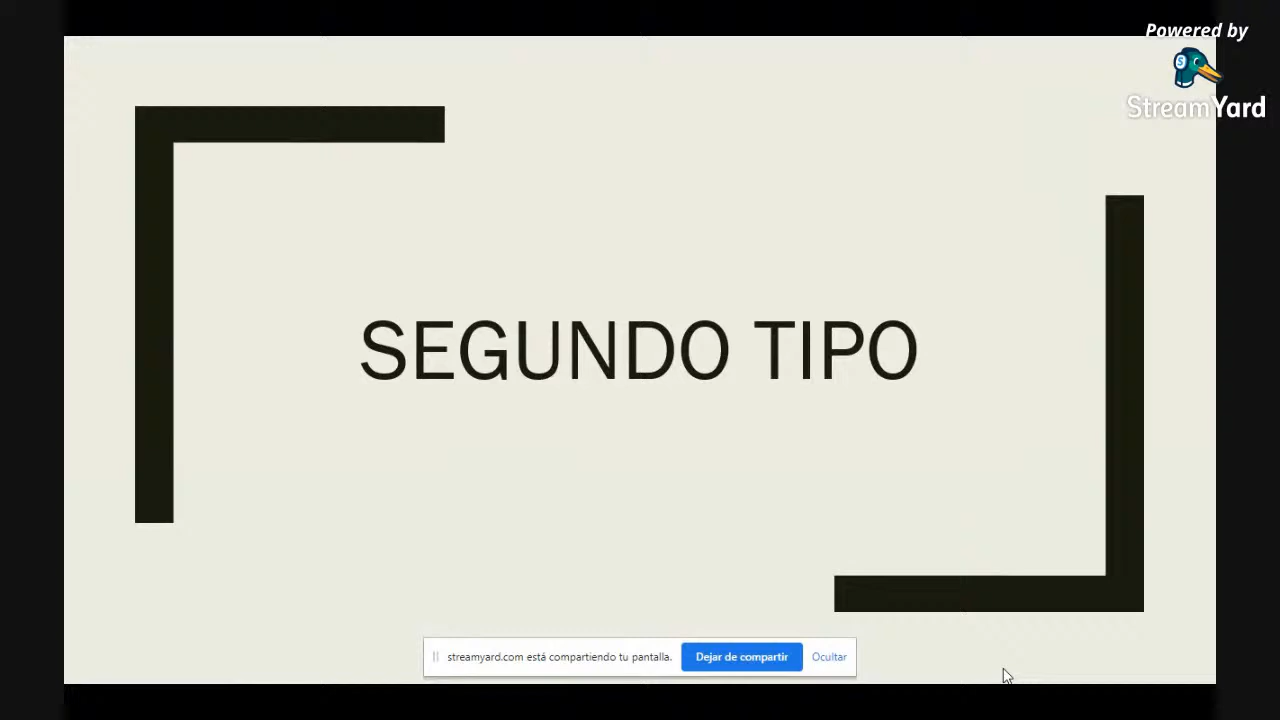 Powered by
StreamYard
SEGUNDO TIPO
streamyard.com está compartiendo tu pantalla.
Dejar de compartir
Ocultar